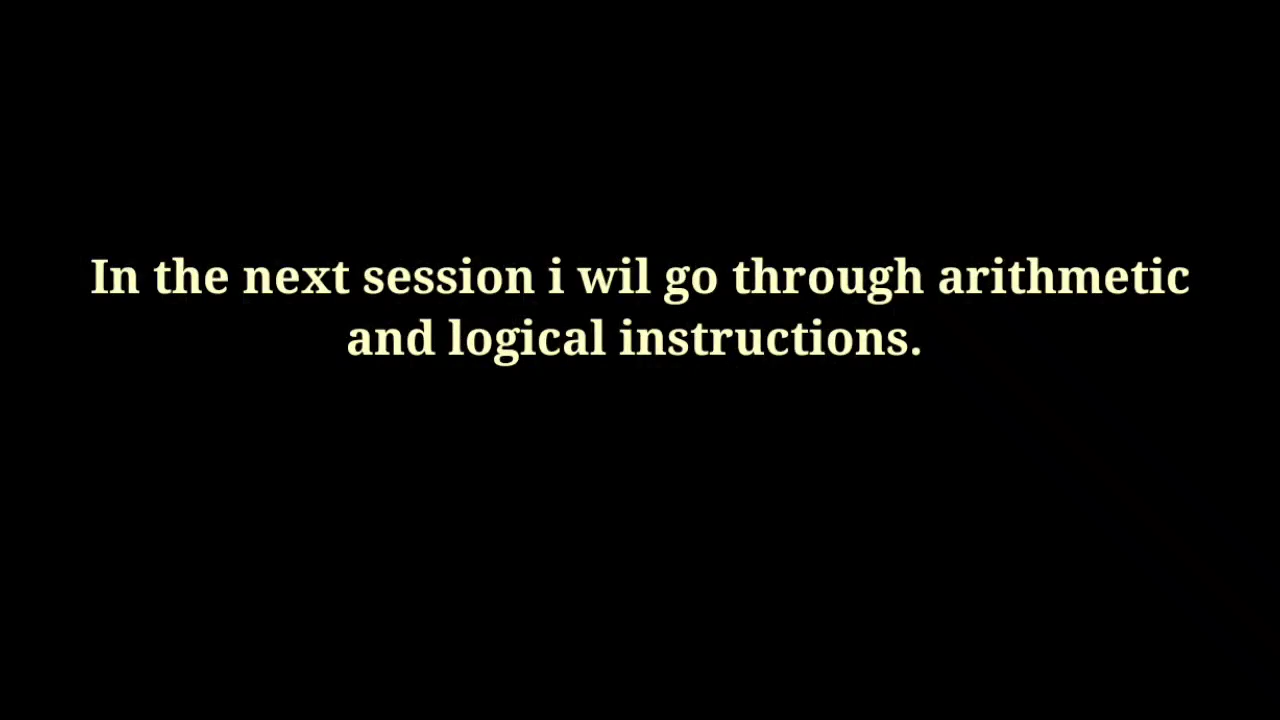 In the next session i wil go through arithmetic
and logical instructions.